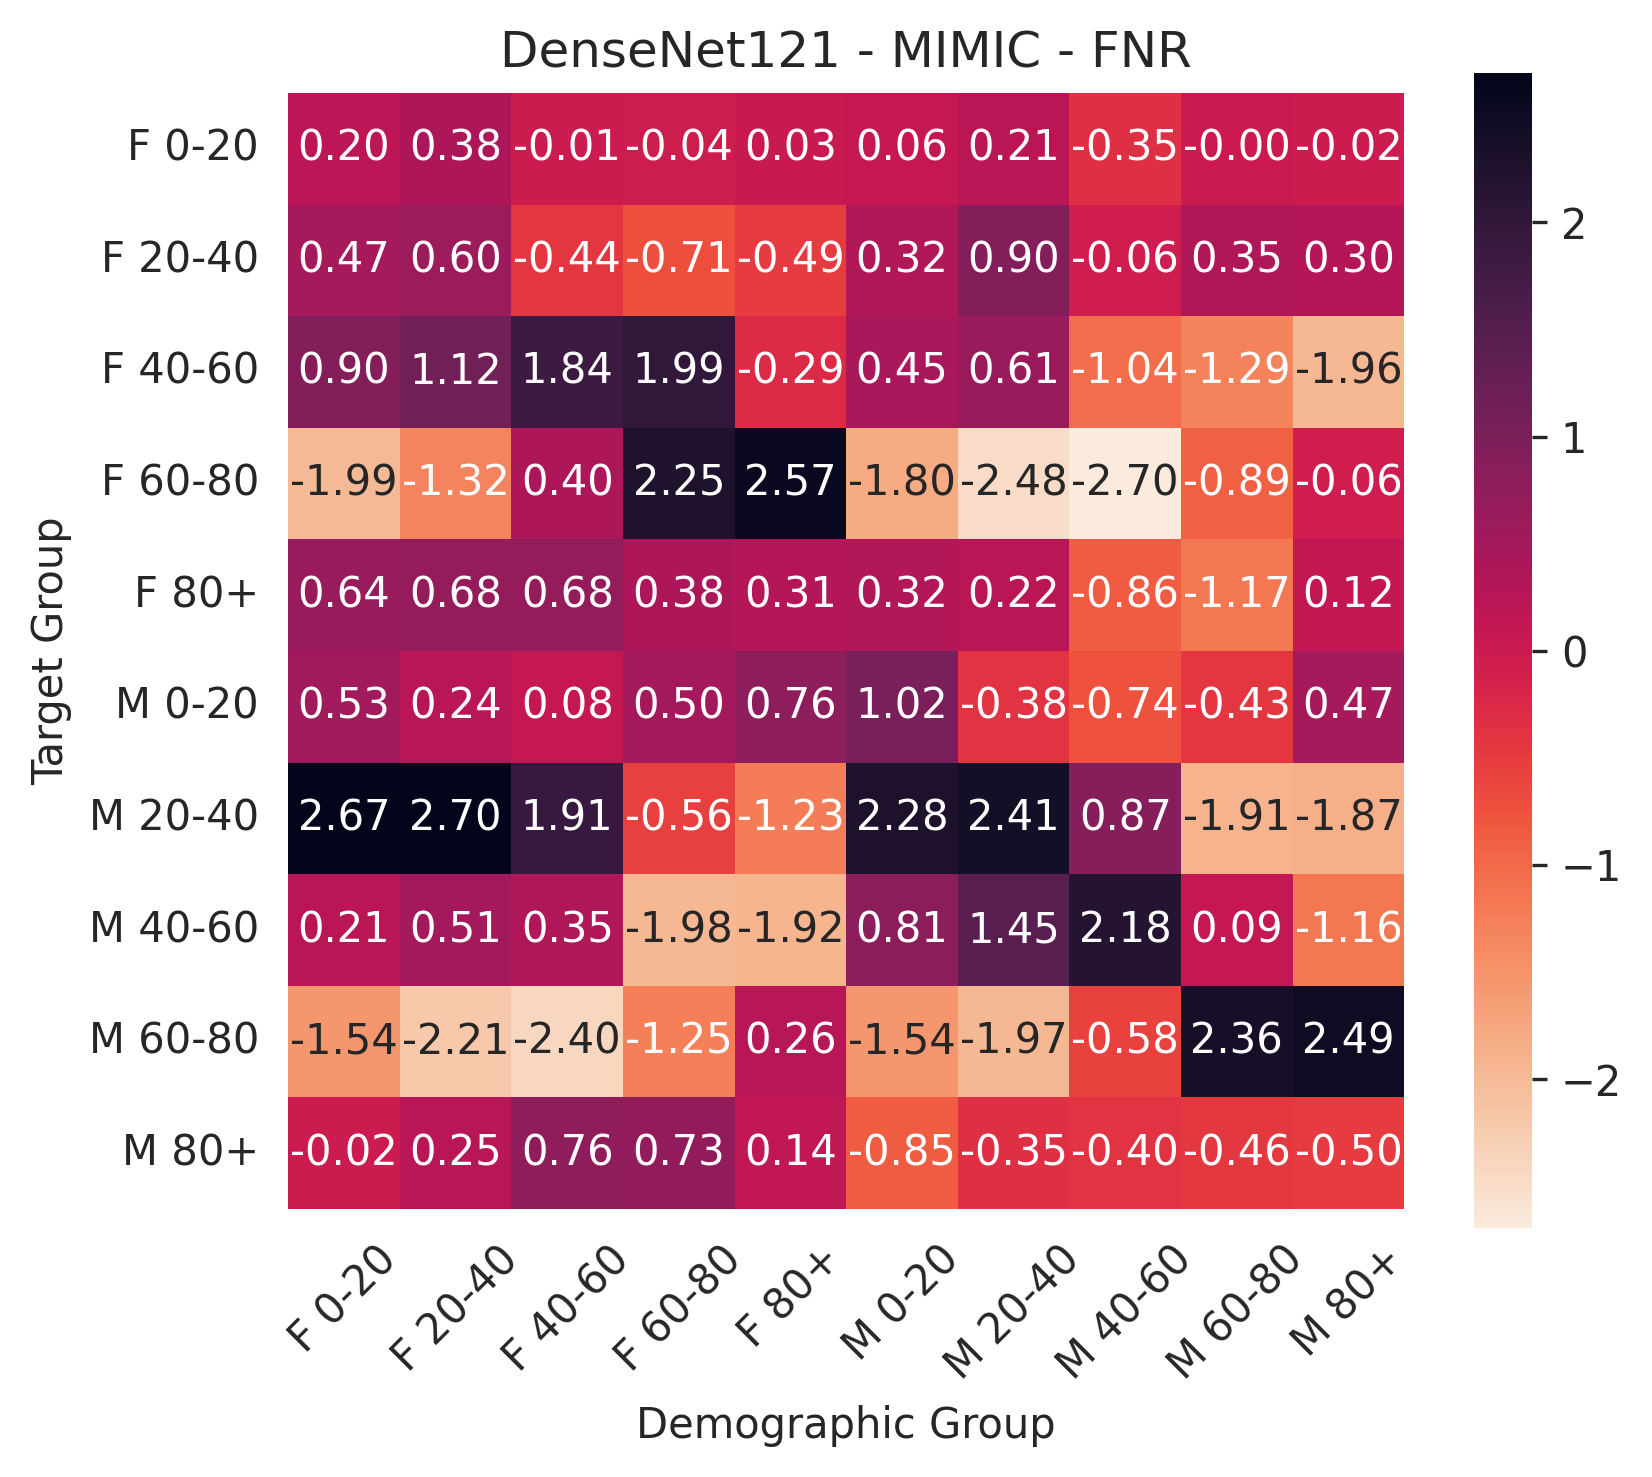 DenseNet121 - MIMIC - FNR
F 0-20 0.20 0.38 -0.01 -0.04 0.03 0.06 0.21 -0.35 -0.00 -0.02
F 20-40 0.47 0.60 -0.44 -0.71 -0.49 0.32 0.90 -0.06 0.35 0.30
F 40-60 0.90 1.12 1.84 1.99 -0.29 0.45 0.61 -1.04 -1.29 -1.96
F 60-80 -1.99 -1.32 0.40 2.25 2.57 -1.80 -2.48 -2.70 -0.89 -0.06
F 80+ 0.64 0.68 0.68 0.38 0.31 0.32 0.22 -0.86 -1.17 0.12
M 0-20 0.53 0.24 0.08 0.50 0.76 1.02 -0.38 -0.74 -0.43 0.47
M 20-40 2.67 2.70 1.91 -0.56 -1.23 2.28 2.41 0.87 -1.91 -1.87
M 40-60 0.21 0.51 0.35 -1.98 -1.92 0.81 1.45 2.18 0.09 -1.16
M 60-80 -1.54 -2.21 -2.40 -1.25 0.26 -1.54 -1.97 -0.58 2.36 2.49
M 80+ -0.02 0.25 0.76 0.73 0.14 -0.85 -0.35 -0.40 -0.46 -0.50
F 0-20 F 20-40 F 40-60 F 60-80 F 80+ M 0-20 M 20-40 M 40-60 M 60-80 M 80+
Demographic Group
Target Group
2
1
0
−1
−2